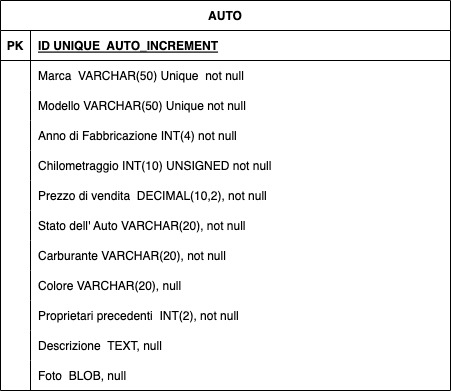 AUTO
PK ID UNIQUE AUTO_INCREMENT
Marca VARCHAR(50) Unique not null
Modello VARCHAR(50) Unique not null
Anno di Fabbricazione INT(4) not null
Chilometraggio INT(10) UNSIGNED not null
Prezzo di vendita DECIMAL(10,2), not null
Stato dell' Auto VARCHAR(20), not null
Carburante VARCHAR(20), not null
Colore VARCHAR(20), null
Proprietari precedenti INT(2), not null
Descrizione TEXT, null
Foto BLOB, null